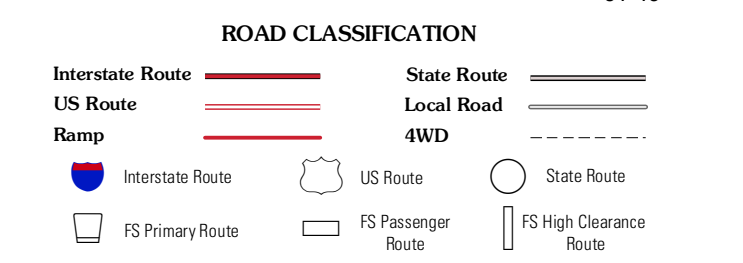 ROAD CLASSIFICATION
Interstate Route
State Route
US Route
Local Road
Ramp
4WD
Interstate Route
US Route
State Route
FS Primary Route
FS Passenger
Route
FS High Clearance
Route